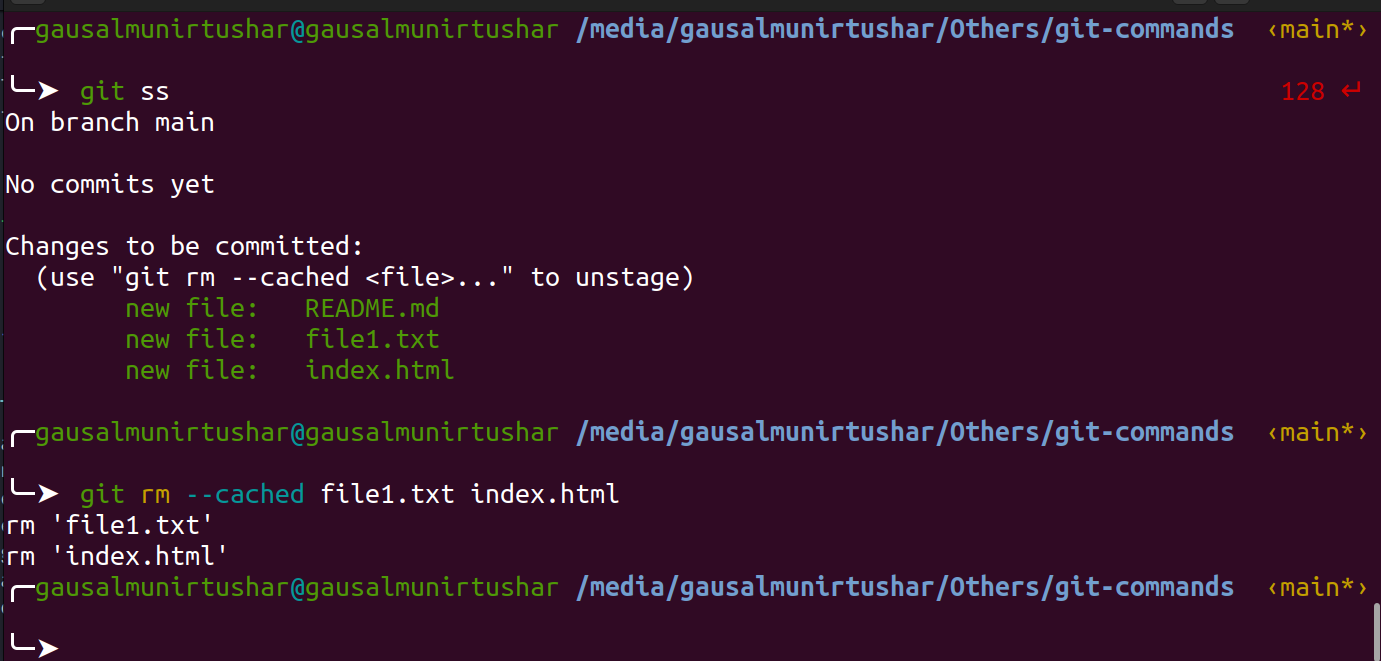 ╭─gausalmunirtushar@gausalmunirtushar /media/gausalmunirtushar/Others/git-commands ‹main*›
╰─➤ git ss 128 ↵
On branch main
No commits yet
Changes to be committed:
(use "git rm --cached <file>..." to unstage)
new file: README.md
new file: file1.txt
new file: index.html
╭─gausalmunirtushar@gausalmunirtushar /media/gausalmunirtushar/Others/git-commands ‹main*›
╰─➤ git rm --cached file1.txt index.html
rm 'file1.txt'
rm 'index.html'
╭─gausalmunirtushar@gausalmunirtushar /media/gausalmunirtushar/Others/git-commands ‹main*›
╰─➤